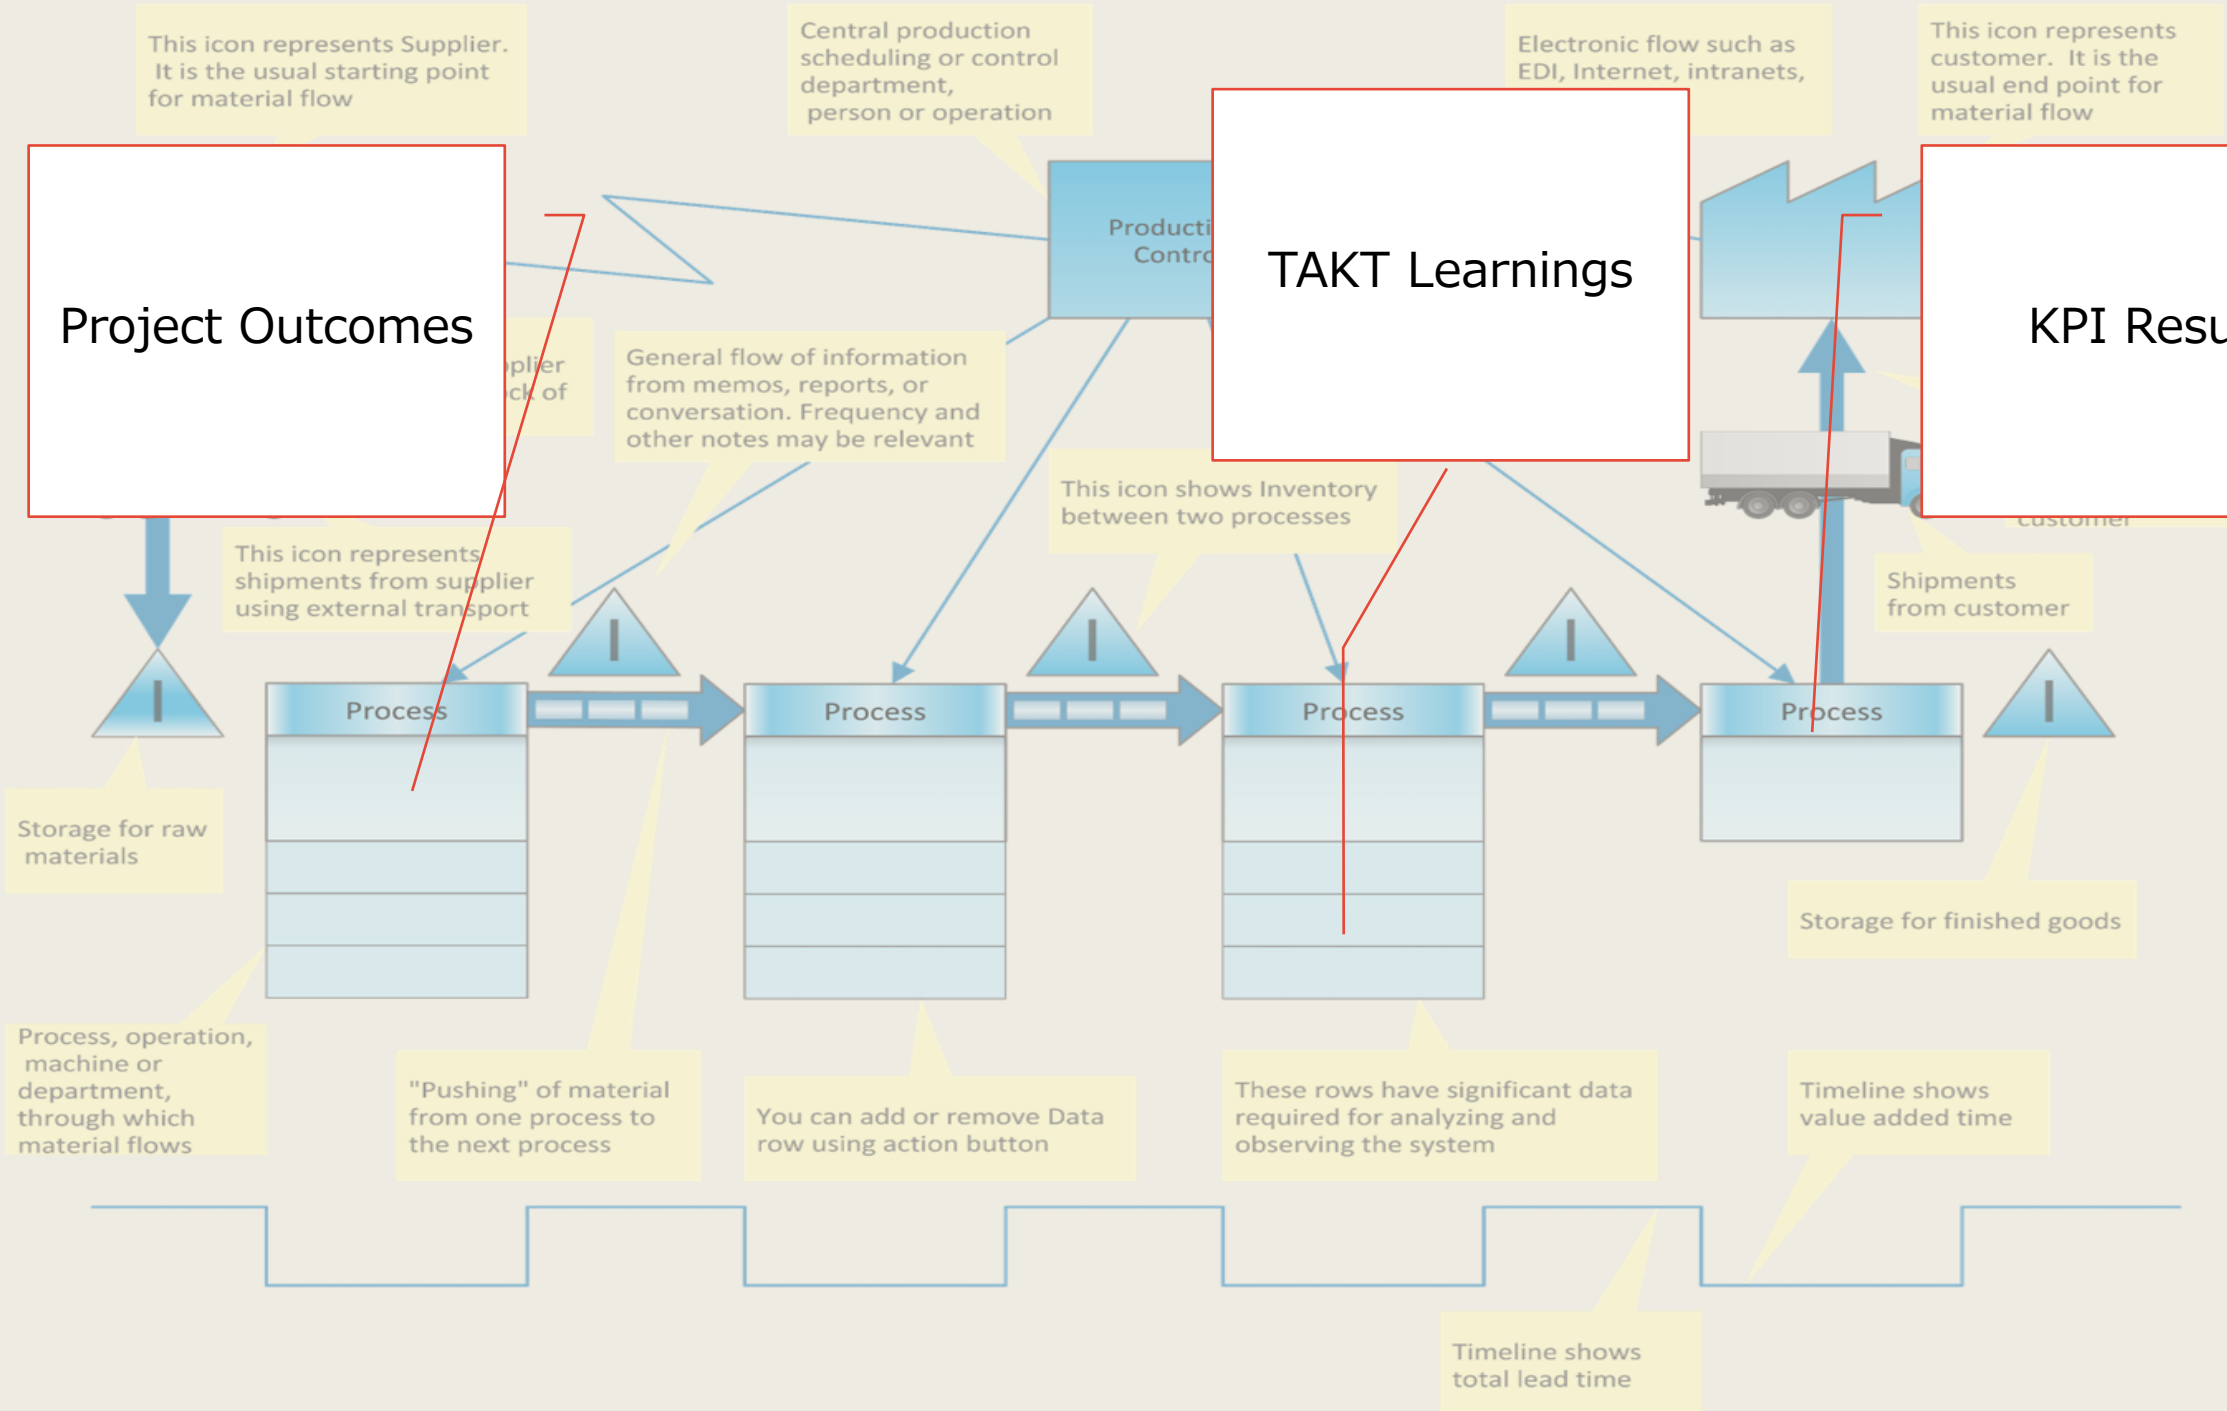 This icon represents Supplier.
It is the usual starting point
for material flow
Central production
scheduling or control
department,
person or operation
Electronic flow such as
EDI, Internet, intranets,
This icon represents
customer. It is the
usual end point for
material flow
Project Outcomes
TAKT Learnings
KPI
Control
General flow of information
from memos, reports, or
conversation. Frequency and
other notes may be relevant
of
This icon shows Inventory
between two processes
customer
This icon represents
shipments from supplier
using external transport
Shipments
from customer
I
I
I
I
I
Process
Process
Process
Process
Storage for raw
materials
Storage for finished goods
Process, operation,
machine or
department,
through which
material flows
"Pushing" of material
from one process to
the next process
You can add or remove Data
row using action button
These rows have significant data
required for analyzing and
observing the system
Timeline shows
value added time
Timeline shows
total lead time